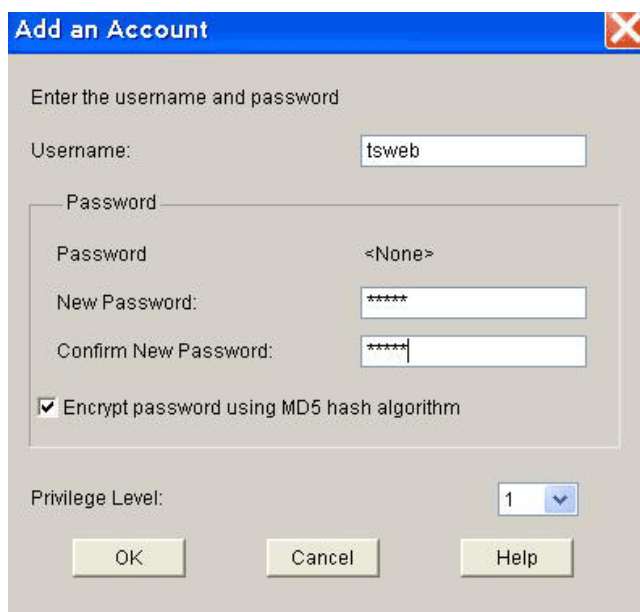 Add an Account
Enter the username and password
Username: tsweb
Password
Password <None>
New Password: *****
Confirm New Password: *****
Encrypt password using MD5 hash algorithm
Privilege Level: 1
OK Cancel Help